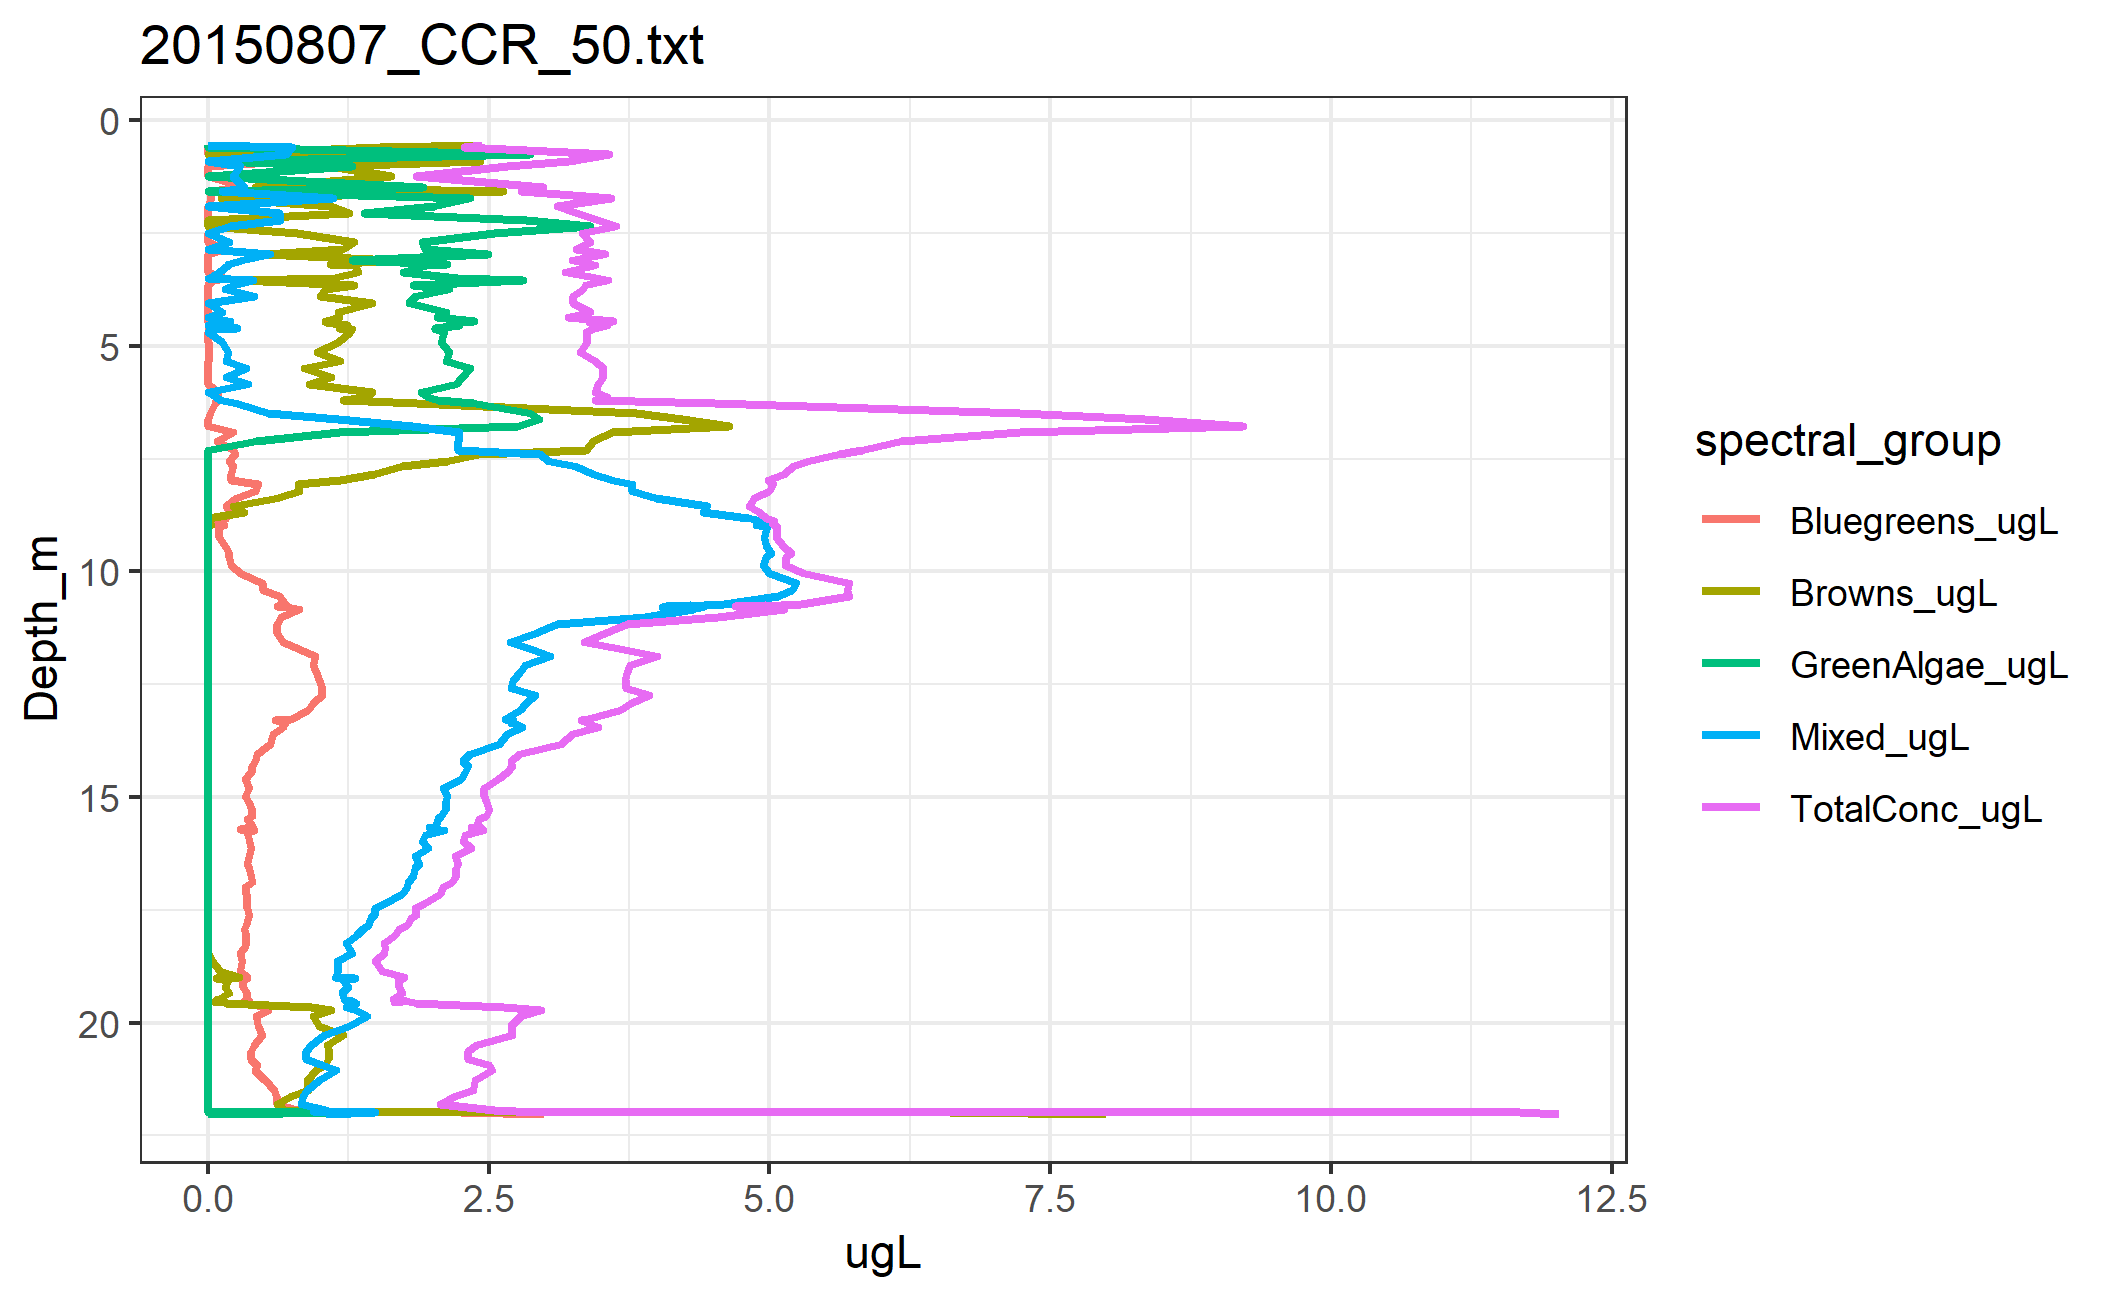 20150807_CCR_50.txt
0
5
10
15
20
Depth_m
0.0 2.5 5.0 7.5 10.0 12.5
ugL
spectral_group
Bluegreens_ugL
Browns_ugL
GreenAlgae_ugL
Mixed_ugL
TotalConc_ugL